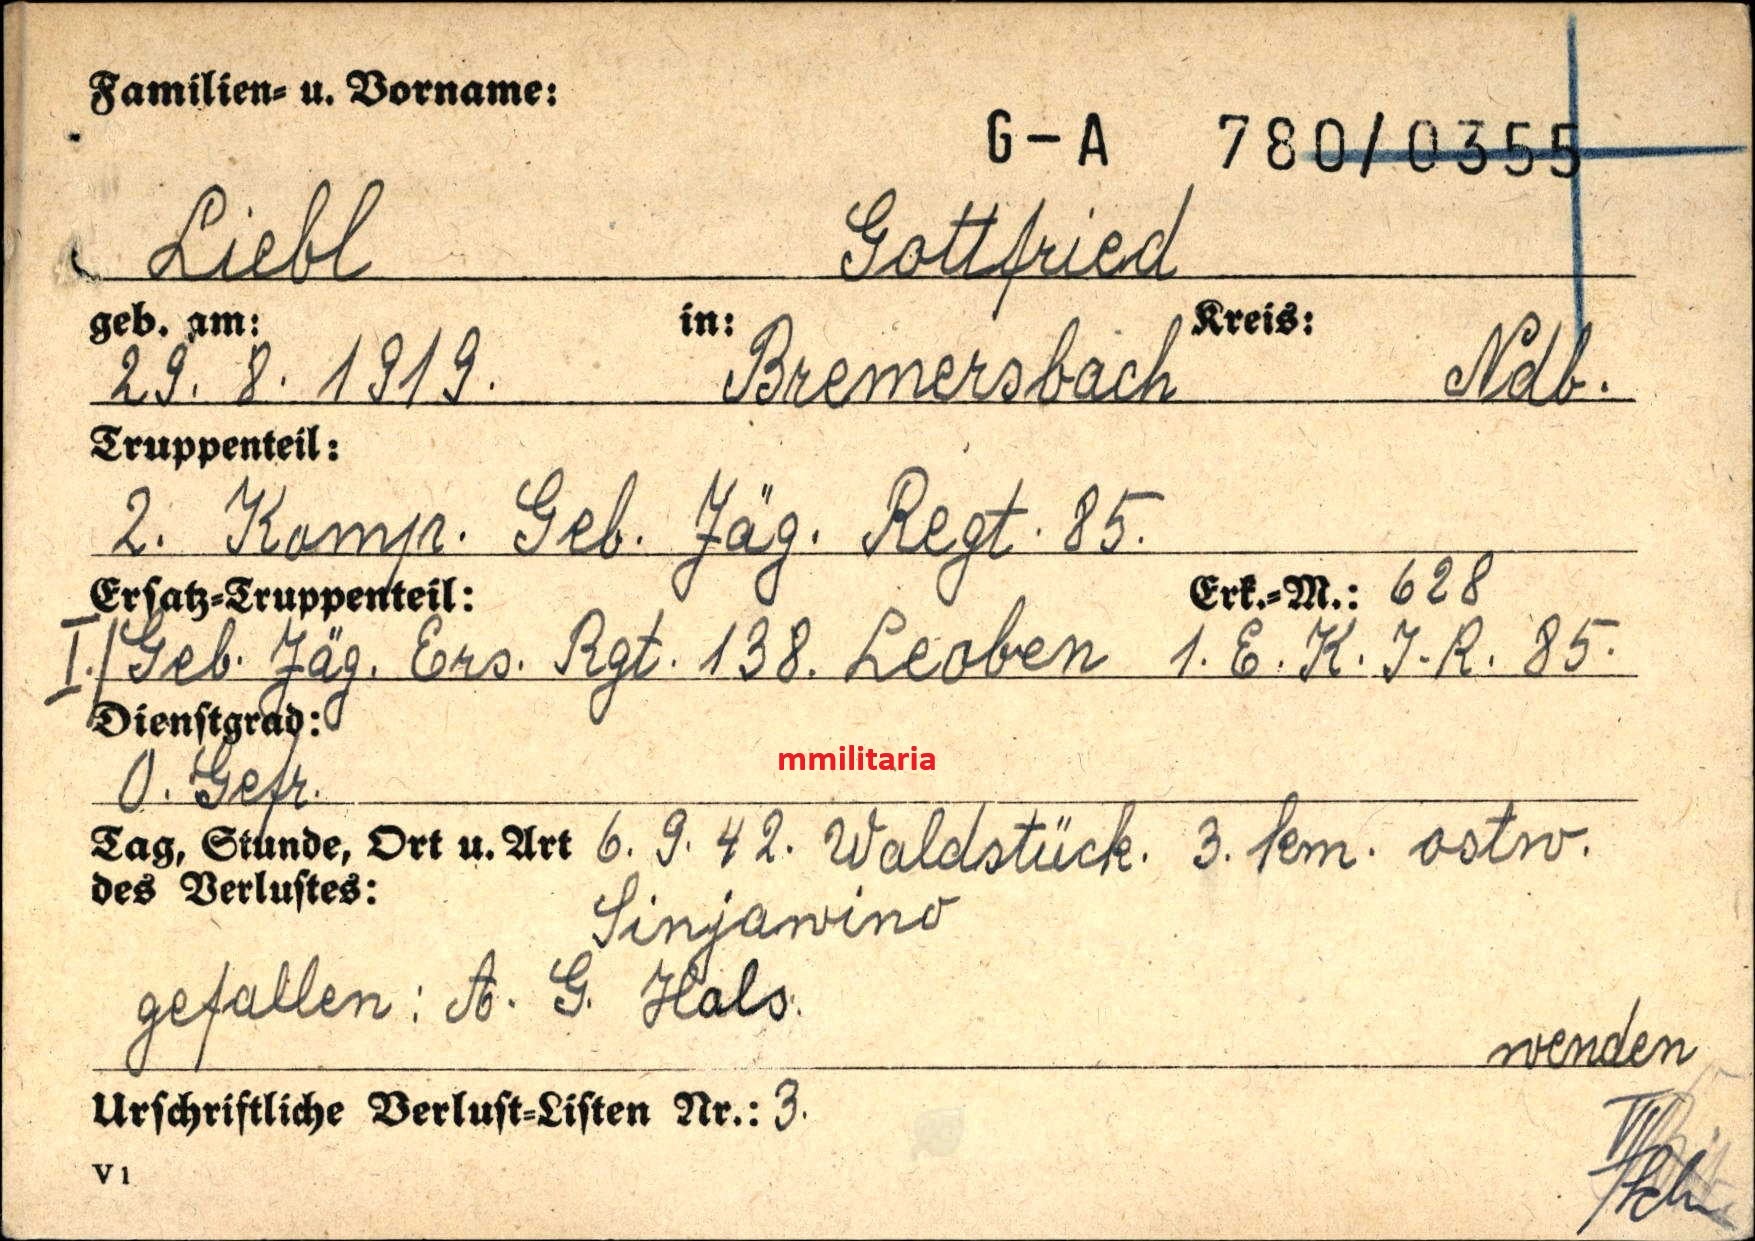 Familien- u. Vorname:
G-A 780/0355
Liebl Gottfried
geb. am: in: Kreis:
29. 8. 1919. Bremersbach Ndb.
Truppenteil:
2. Komp. Geb. Jäg. Regt. 85.
Ersatz-Truppenteil: Erk.-M.: 628
I./Geb. Jäg. Ers. Rgt. 138. Leoben 1. E. K. J.-R. 85.
Dienstgrad:
O. Gefr.
mmilitaria
Tag, Stunde, Ort u. Art 6. 9. 42. Waldstück. 3. km. ostw.
des Verlustes:
Sinjawino
gefallen: A. G. Hals.
wenden
Urschriftliche Verlust-Listen Nr.: 3.
V 1